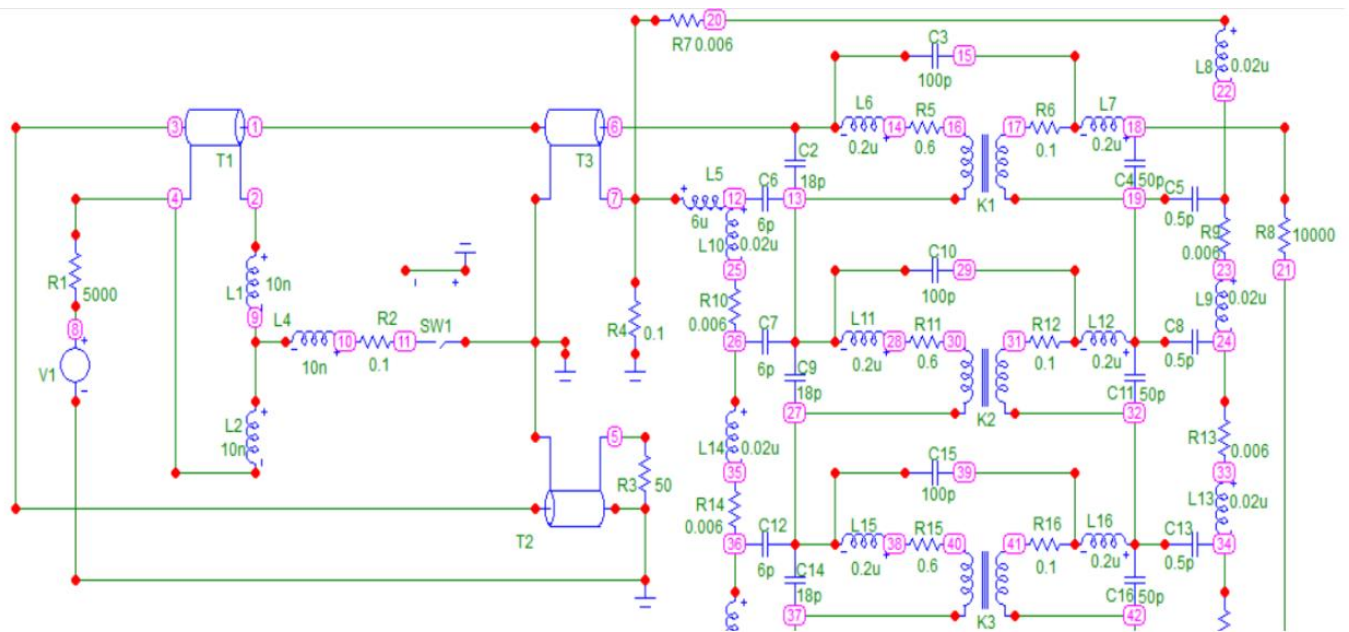 20
R7 0.006
C3
15
100p
L8
0.02u
22
3
1
6
L6
14
R5
16
17
R6
L7
18
0.2u
0.6
0.1
0.2u
T1
T3
C2
18p
4
2
7
L5
12
C6
13
C4
50p
19
C5
6u
6p
K1
0.5p
L10
0.02u
R9
0.006
R8
10000
R1
5000
L1
10n
25
C10
29
23
21
9
R10
0.006
100p
L9
0.02u
8
L4
10
R2
11
SW1
R4
0.1
26
C7
L11
28
R11
30
31
R12
L12
C8
24
10n
0.1
6p
0.2u
0.6
0.1
0.2u
0.5p
V1
C9
18p
C11
50p
27
K2
32
L2
10n
5
L14
0.02u
C15
39
R13
0.006
R3
50
35
100p
33
R14
0.006
L13
0.02u
T2
36
C12
L15
38
R15
40
41
R16
L16
C13
34
6p
0.2u
0.6
0.1
0.2u
0.5p
C14
18p
C16
50p
37
K3
42